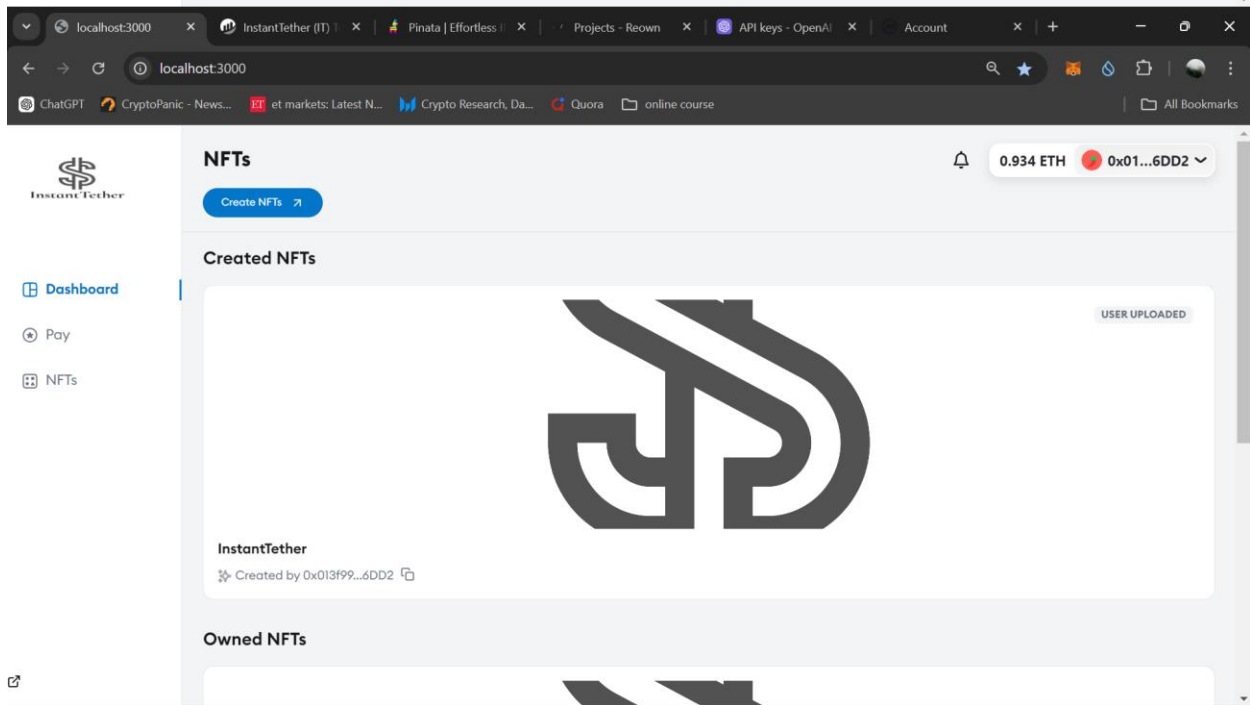 localhost:3000
InstantTether (IT) T
Pinata | Effortless I
Projects - Reown
API keys - OpenAI
Account
localhost:3000
ChatGPT
CryptoPanic - News...
ET
et markets: Latest N...
Crypto Research, Da...
Quora
online course
All Bookmarks
InstantTether
NFTs
0.934 ETH
0x01...6DD2
Create NFTs
Created NFTs
Dashboard
USER UPLOADED
Pay
NFTs
InstantTether
Created by 0x013f99...6DD2
Owned NFTs